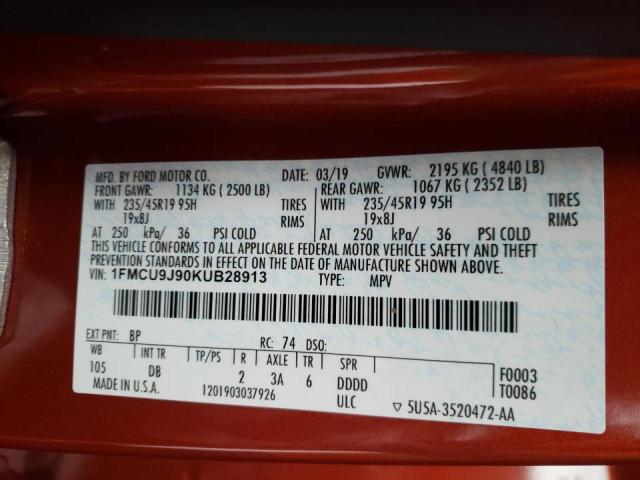 MFD. BY FORD MOTOR CO. DATE: 03/19 GVWR: 2195 KG ( 4840 LB)
FRONT GAWR: 1134 KG ( 2500 LB) REAR GAWR: 1067 KG ( 2352 LB)
WITH 235/45R19 95H TIRES WITH 235/45R19 95H TIRES
19x8J RIMS 19x8J RIMS
AT 250 kPa/ 36 PSI COLD AT 250 kPa/ 36 PSI COLD
THIS VEHICLE CONFORMS TO ALL APPLICABLE FEDERAL MOTOR VEHICLE SAFETY AND THEFT
PREVENTION STANDARDS IN EFFECT ON THE DATE OF MANUFACTURE SHOWN ABOVE.
VIN: 1FMCU9J90KUB28913 TYPE: MPV
EXT PNT: BP RC: 74 DSO:
WB INT TR TP/PS R AXLE TR SPR F0003
105 DB 2 3A 6 DDDD T0086
MADE IN U.S.A. 1201903037926 ULC ▽ 5U5A-3520472-AA